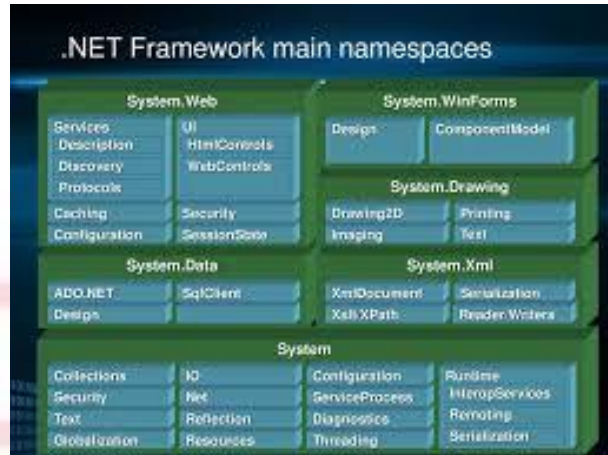 .NET Framework main namespaces
System.Web
Services
Description
Discovery
Protocols
UI
HtmlControls
WebControls
Caching
Security
Configuration
SessionState
System.WinForms
Design
ComponentModel
System.Drawing
Drawing2D
Printing
Imaging
Text
System.Data
ADO.NET
SqlClient
Design
System.Xml
XmlDocument
Serialization
Xslt/XPath
Reader/Writers
System
Collections
IO
Configuration
Runtime
Security
Net
ServiceProcess
InteropServices
Text
Reflection
Diagnostics
Remoting
Globalization
Resources
Threading
Serialization